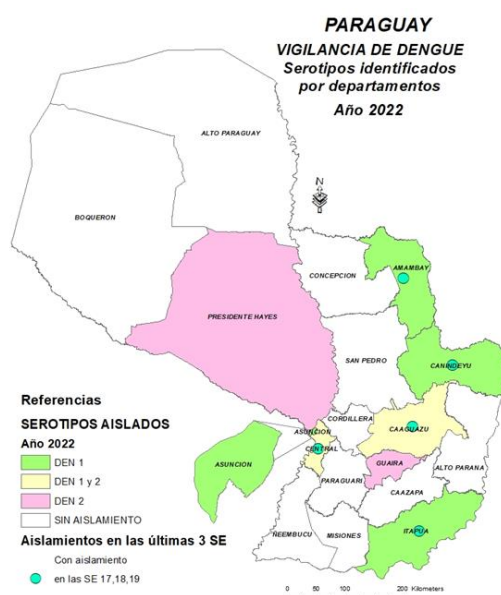 PARAGUAY
VIGILANCIA DE DENGUE
Serotipos identificados
por departamentos
Año 2022
ALTO PARAGUAY
N
BOQUERON
CONCEPCION
AMAMBAY
PRESIDENTE HAYES
SAN PEDRO
CANINDEYU
Referencias
SEROTIPOS AISLADOS
Año 2022
DEN 1
DEN 1 y 2
DEN 2
SIN AISLAMIENTO
Aislamientos en las últimas 3 SE
Con aislamiento
en las SE 17,18,19
CORDILLERA
ASUNCION
CAAGUAZU
CENTRAL
ASUNCION
GUAIRA
ALTO PARANA
PARAGUARI
CAAZAPA
ÑEEMBUCU
MISIONES
ITAPUA
0 50 100 200 Kilometers